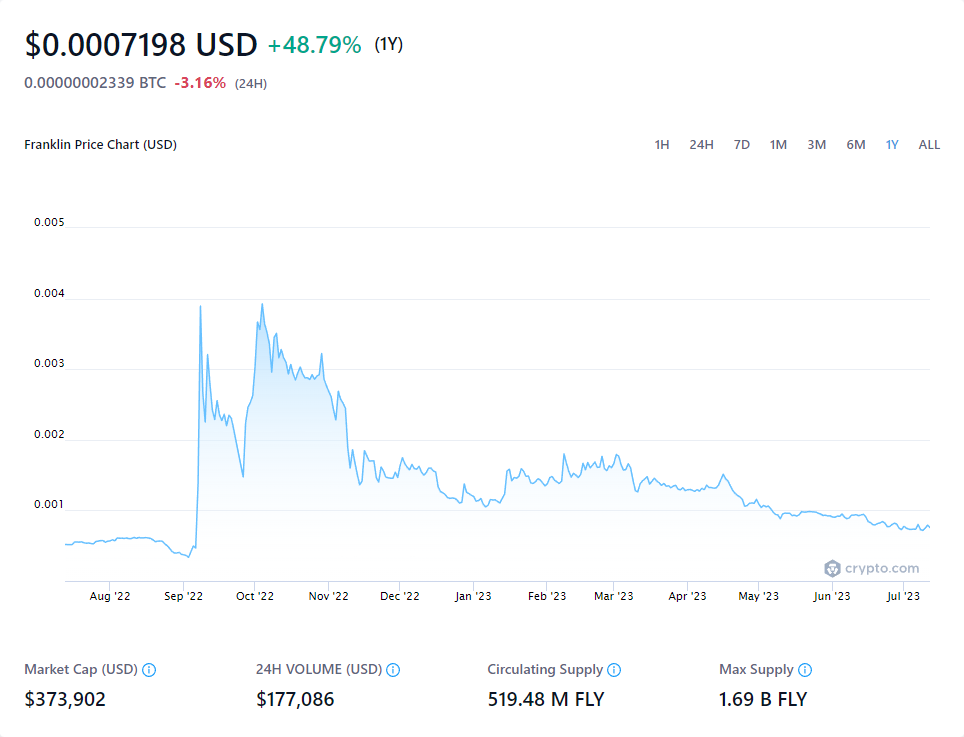 $0.0007198 USD +48.79% (1Y)
0.00000002339 BTC -3.16% (24H)
Franklin Price Chart (USD) 1H 24H 7D 1M 3M 6M 1Y ALL
0.005
0.004
0.003
0.002
0.001
crypto.com
Aug '22 Sep '22 Oct '22 Nov '22 Dec '22 Jan '23 Feb '23 Mar '23 Apr '23 May '23 Jun '23 Jul '23
Market Cap (USD) 24H VOLUME (USD) Circulating Supply Max Supply
$373,902 $177,086 519.48 M FLY 1.69 B FLY